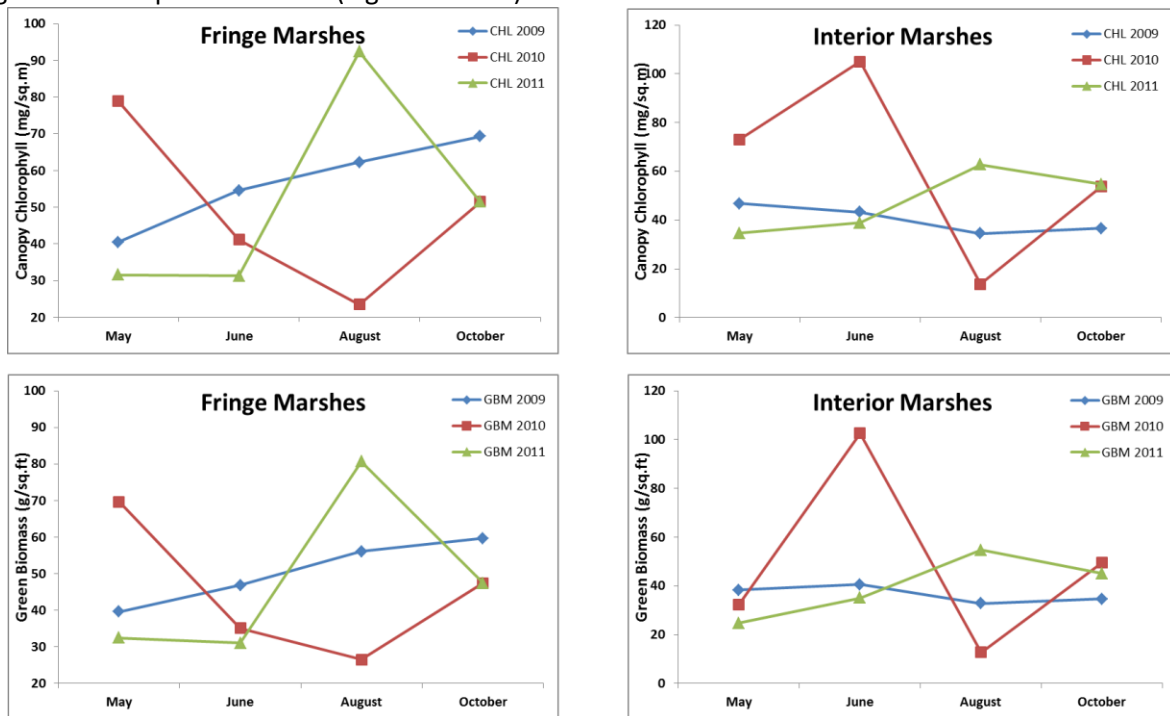 Fringe Marshes
CHL 2009
CHL 2010
CHL 2011
Canopy Chlorophyll (mg/sq.m)
100
90
80
70
60
50
40
30
20
May June August October
Interior Marshes
CHL 2009
CHL 2010
CHL 2011
Canopy Chlorophyll (mg/sq.m)
120
100
80
60
40
20
0
May June August October
Fringe Marshes
GBM 2009
GBM 2010
GBM 2011
Green Biomass (g/sq.ft)
100
90
80
70
60
50
40
30
20
May June August October
Interior Marshes
GBM 2009
GBM 2010
GBM 2011
Green Biomass (g/sq.ft)
120
100
80
60
40
20
0
May June August October